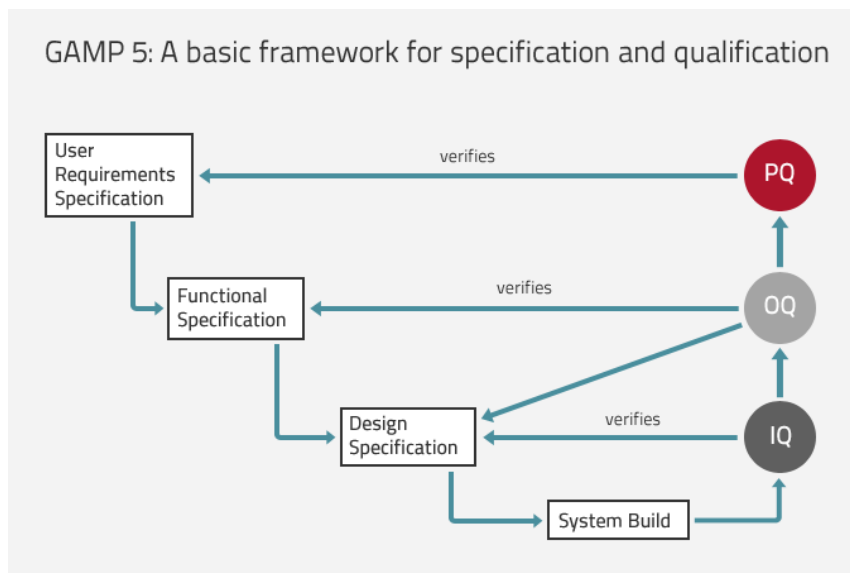 GAMP 5: A basic framework for specification and qualification
User
Requirements
Specification
verifies
PQ
Functional
Specification
verifies
OQ
Design
Specification
verifies
IQ
System Build